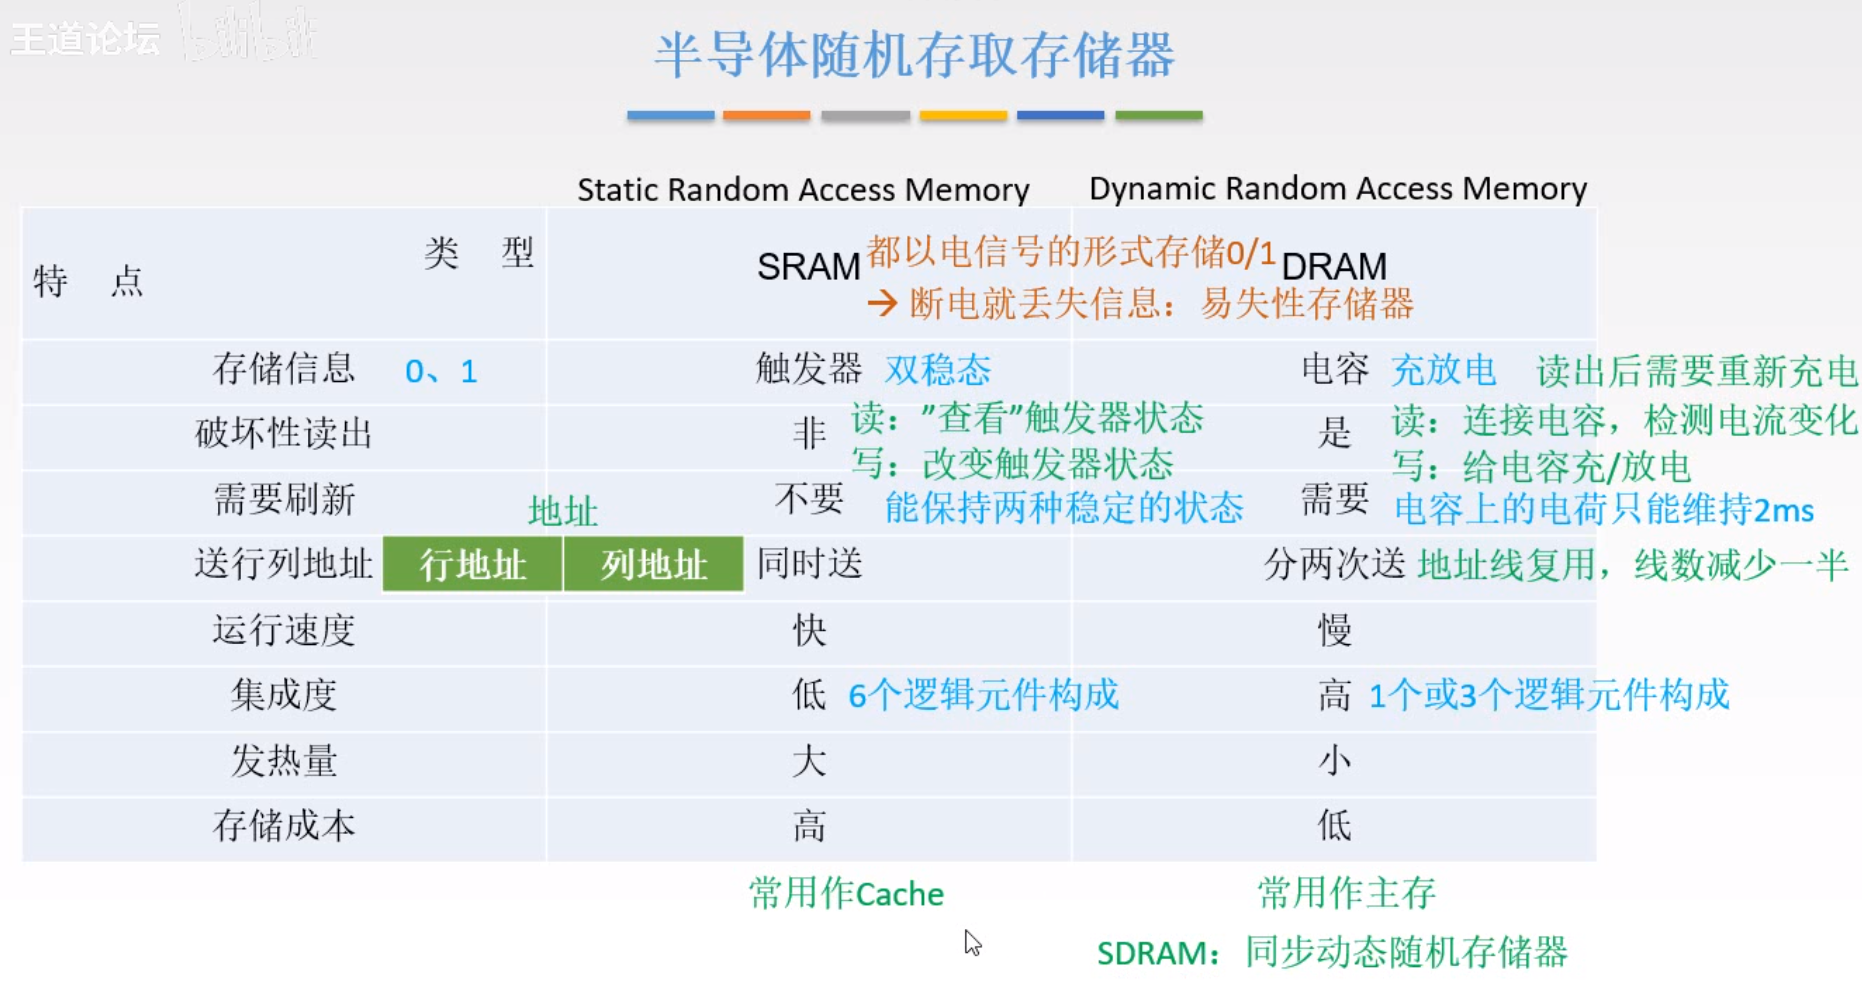 王道论坛 bilibili
半导体随机存取存储器
Static Random Access Memory Dynamic Random Access Memory
类 型
特 点
SRAM
都以电信号的形式存储0/1
→ 断电就丢失信息：易失性存储器
DRAM
存储信息 0、1 触发器 双稳态 电容 充放电 读出后需要重新充电
破坏性读出 非 读：”查看”触发器状态 是 读：连接电容，检测电流变化
写：改变触发器状态 写：给电容充/放电
需要刷新 不要 能保持两种稳定的状态 需要 电容上的电荷只能维持2ms
地址
送行列地址 行地址 列地址 同时送 分两次送 地址线复用，线数减少一半
运行速度 快 慢
集成度 低 6个逻辑元件构成 高 1个或3个逻辑元件构成
发热量 大 小
存储成本 高 低
常用作Cache 常用作主存
SDRAM：同步动态随机存储器